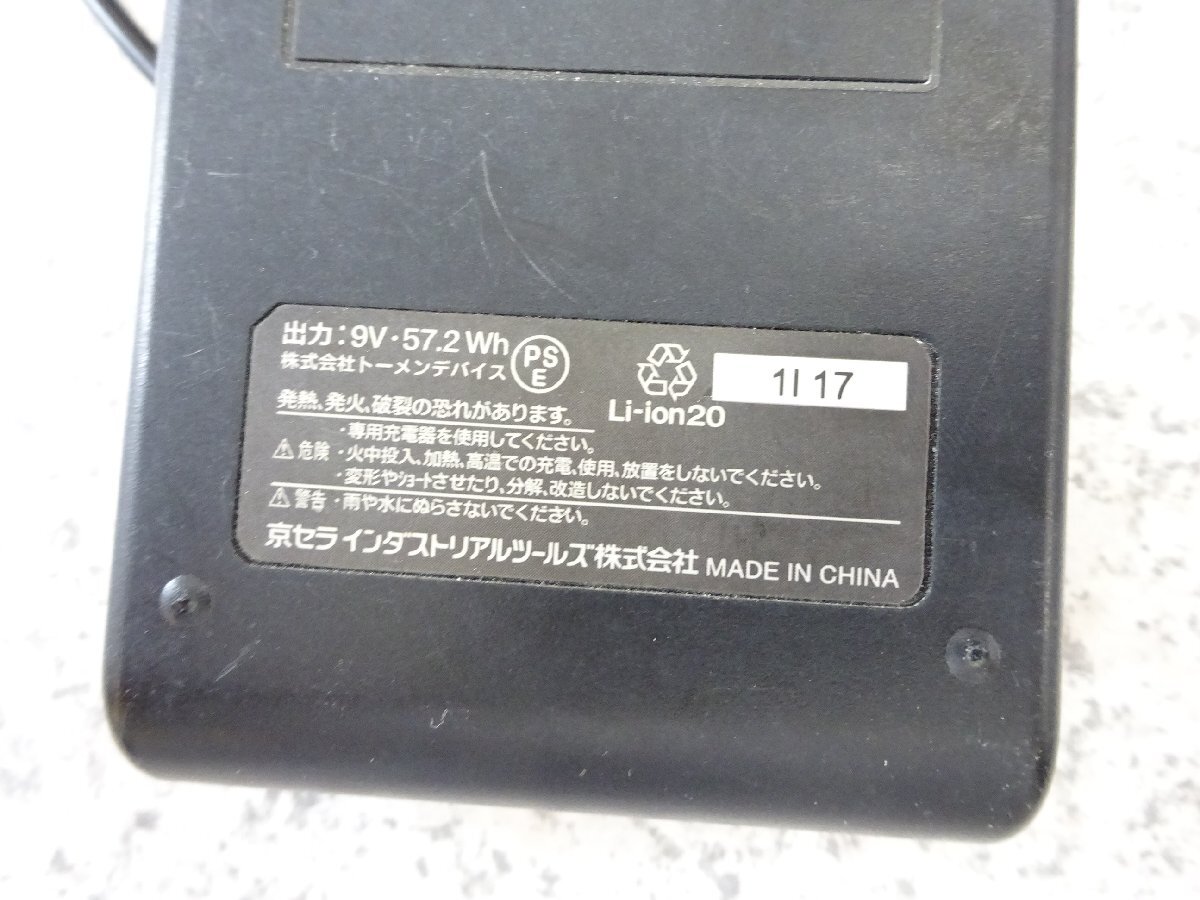 出力：9V・57.2Wh
株式会社トーメンデバイス
PS
E
Li-ion20
1I 17
発熱、発火、破裂の恐れがあります。
⚠危険
・専用充電器を使用してください。
・火中投入、加熱、高温での充電、使用、放置をしないでください。
・変形やショートさせたり、分解、改造しないでください。
⚠警告 ・雨や水にぬらさないでください。
京セラ インダストリアルツールズ株式会社 MADE IN CHINA